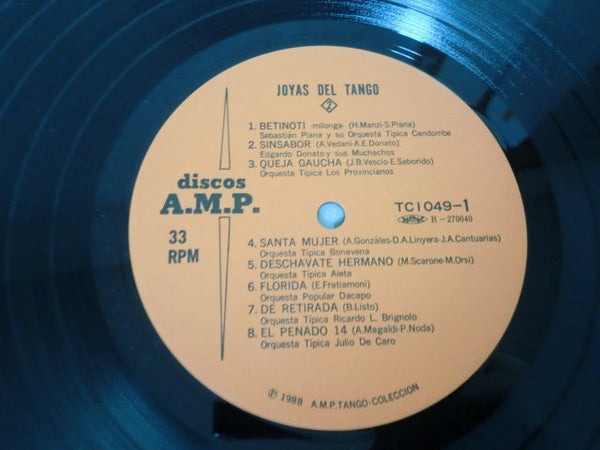 JOYAS DEL TANGO
2
1. BETINOTI -milonga- (H.Manzi-S.Piana)
Sebastián Piana y su Orquesta Típica Candombe
2. SINSABOR (A.Vedani-A.E.Donato)
Edgardo Donato y sus Muchachos
3. QUEJA GAUCHA (J.B.Vescio-E.Saborido)
Orquesta Típica Los Provincianos
discos
A.M.P.
TC1049-1
R-270040
33
RPM
4. SANTA MUJER (A.Gonzáles-D.A.Linyera-J.A.Cantuarias)
Orquesta Típica Bonavena
5. DESCHAVATE HERMANO (M.Scarone-M.Orsi)
Orquesta Típica Aieta
6. FLORIDA (E.Fratiamoni)
Orquesta Popular Dacapo
7. DE RETIRADA (B.Listo)
Orquesta Típica Ricardo L. Brignolo
8. EL PENADO 14 (A.Magaldi-P.Noda)
Orquesta Típica Julio De Caro
℗ 1988 A.M.P.TANGO-COLECCION